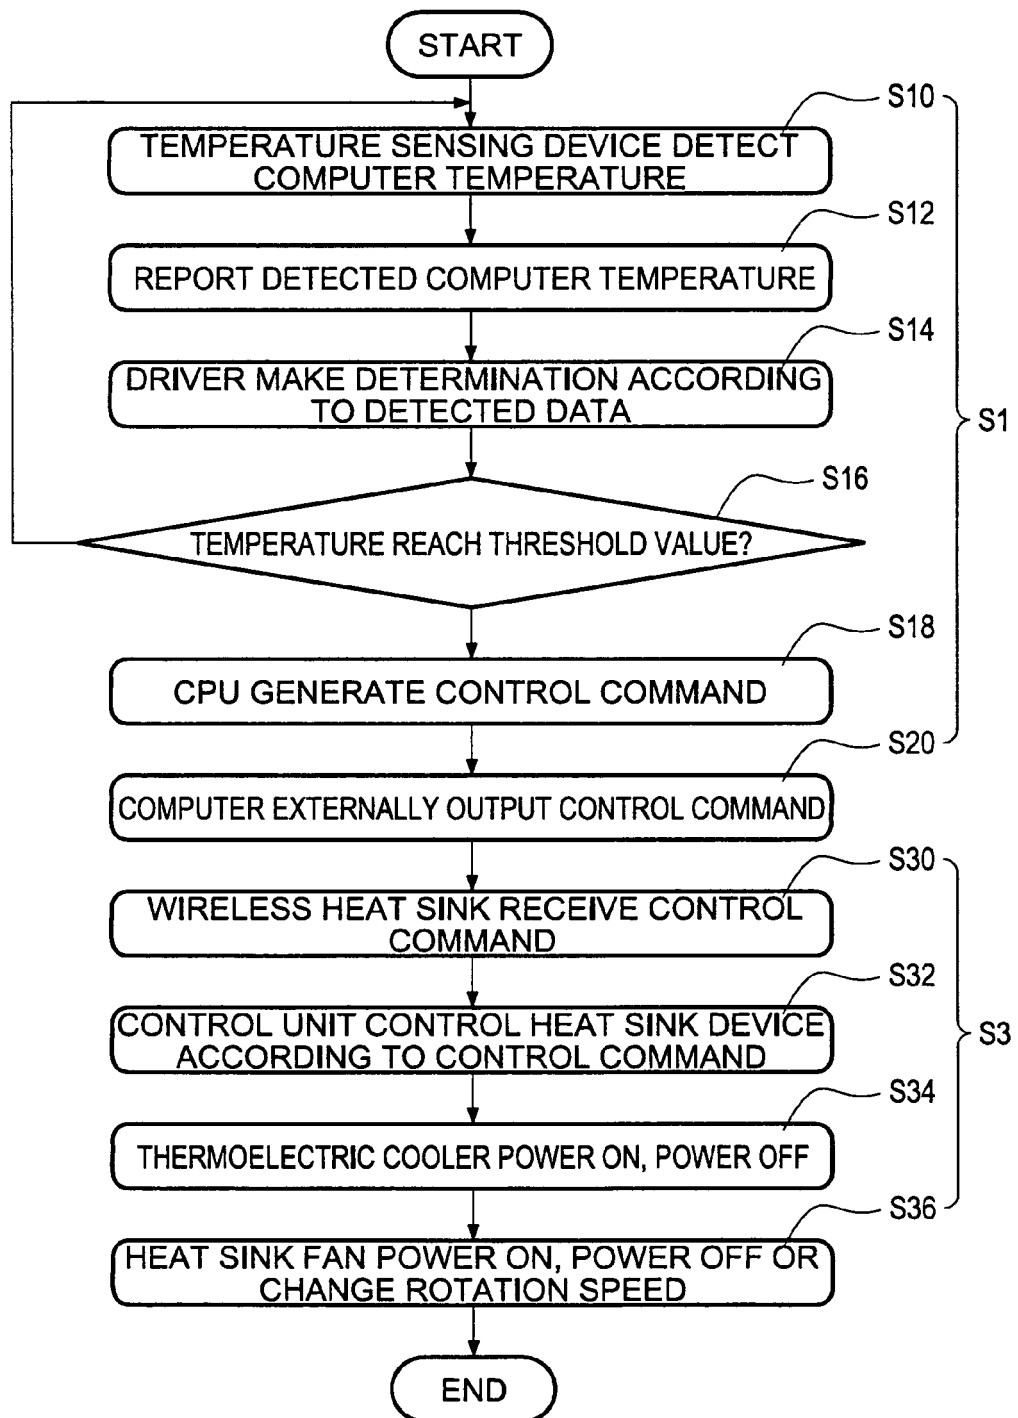 START
S10
TEMPERATURE SENSING DEVICE DETECT
COMPUTER TEMPERATURE
S12
REPORT DETECTED COMPUTER TEMPERATURE
S14
DRIVER MAKE DETERMINATION ACCORDING
TO DETECTED DATA
S1
S16
TEMPERATURE REACH THRESHOLD VALUE?
S18
CPU GENERATE CONTROL COMMAND
S20
COMPUTER EXTERNALLY OUTPUT CONTROL COMMAND
S30
WIRELESS HEAT SINK RECEIVE CONTROL
COMMAND
S32
CONTROL UNIT CONTROL HEAT SINK DEVICE
ACCORDING TO CONTROL COMMAND
S3
S34
THERMOELECTRIC COOLER POWER ON, POWER OFF
S36
HEAT SINK FAN POWER ON, POWER OFF OR
CHANGE ROTATION SPEED
END